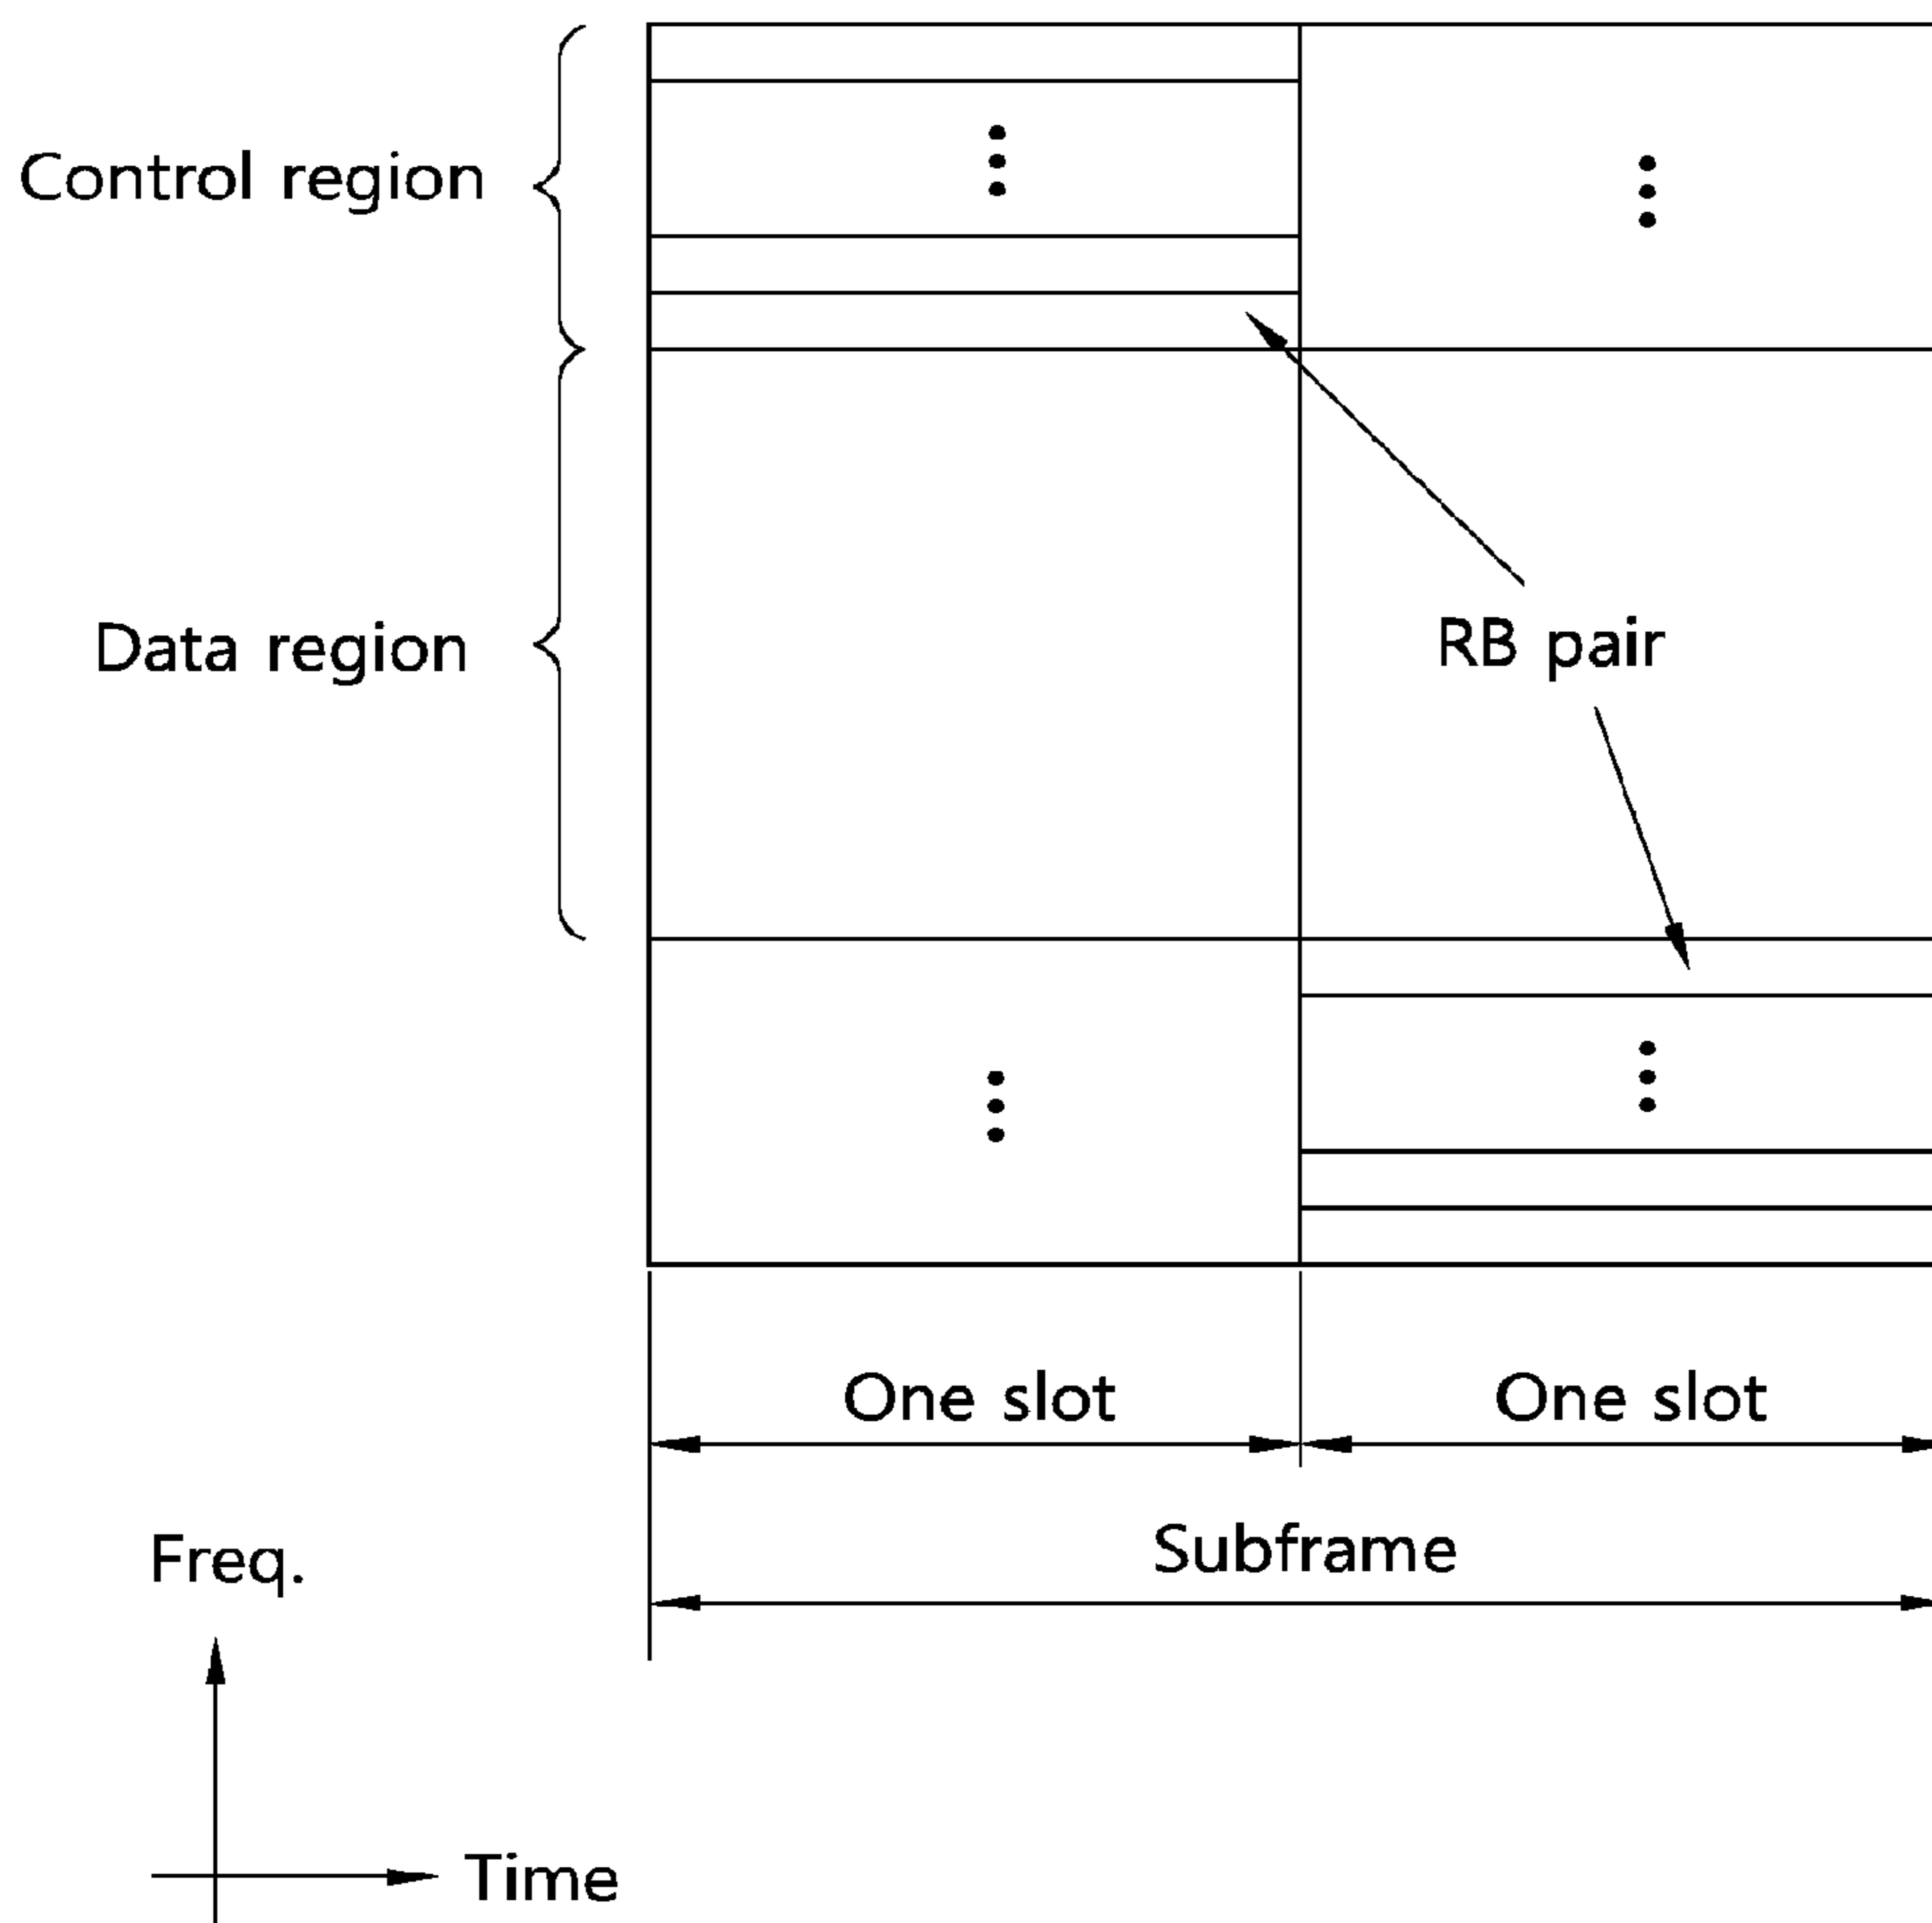 Control region
Data region
RB pair
One slot
One slot
Subframe
Freq.
Time